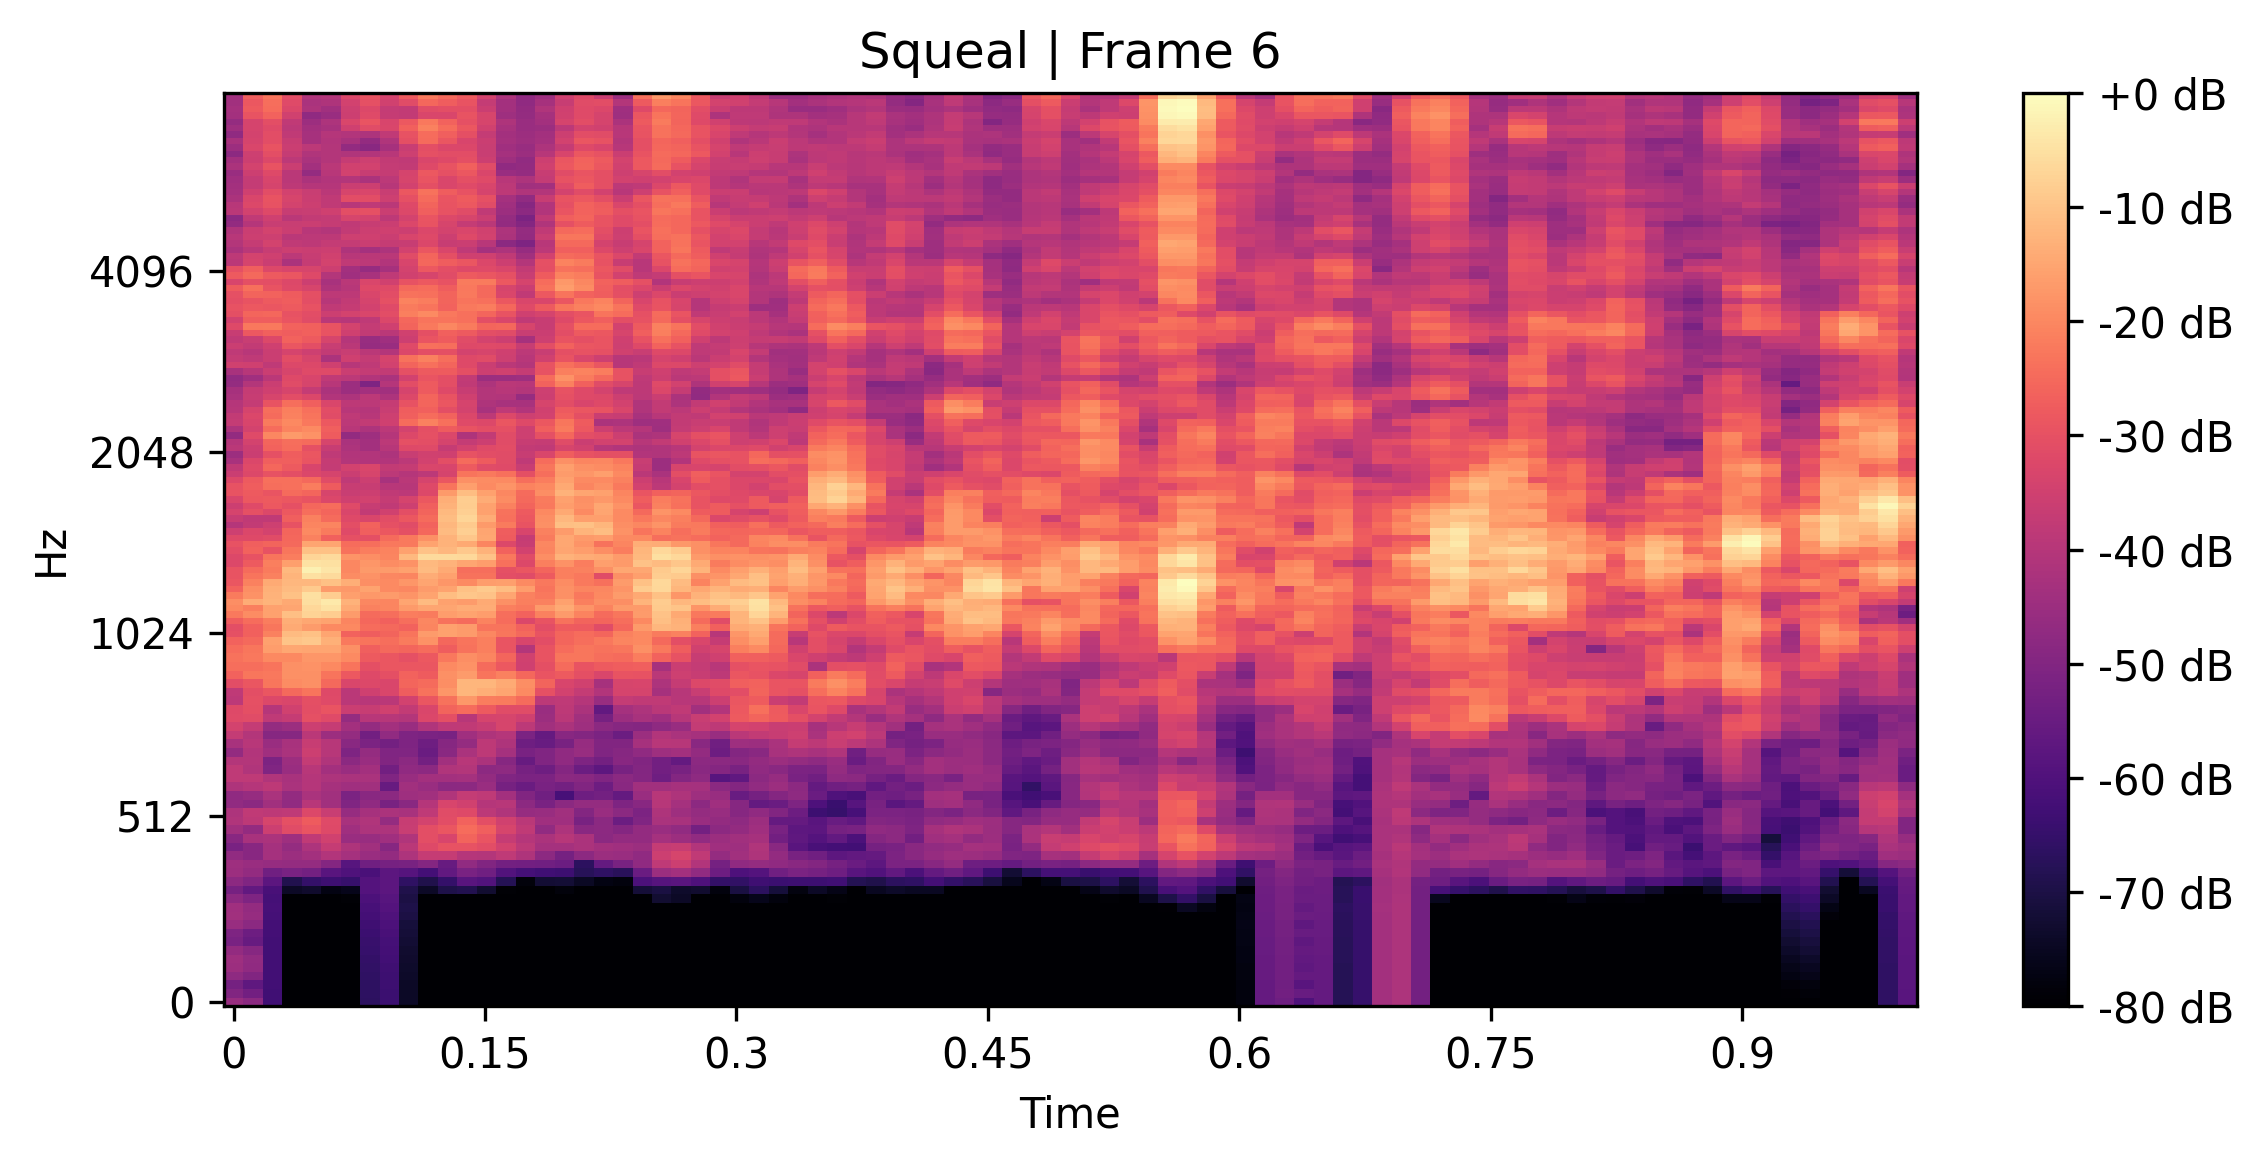 Squeal | Frame 6
+0 dB
-10 dB
-20 dB
-30 dB
-40 dB
-50 dB
-60 dB
-70 dB
-80 dB
Hz
4096
2048
1024
512
0
0 0.15 0.3 0.45 0.6 0.75 0.9
Time